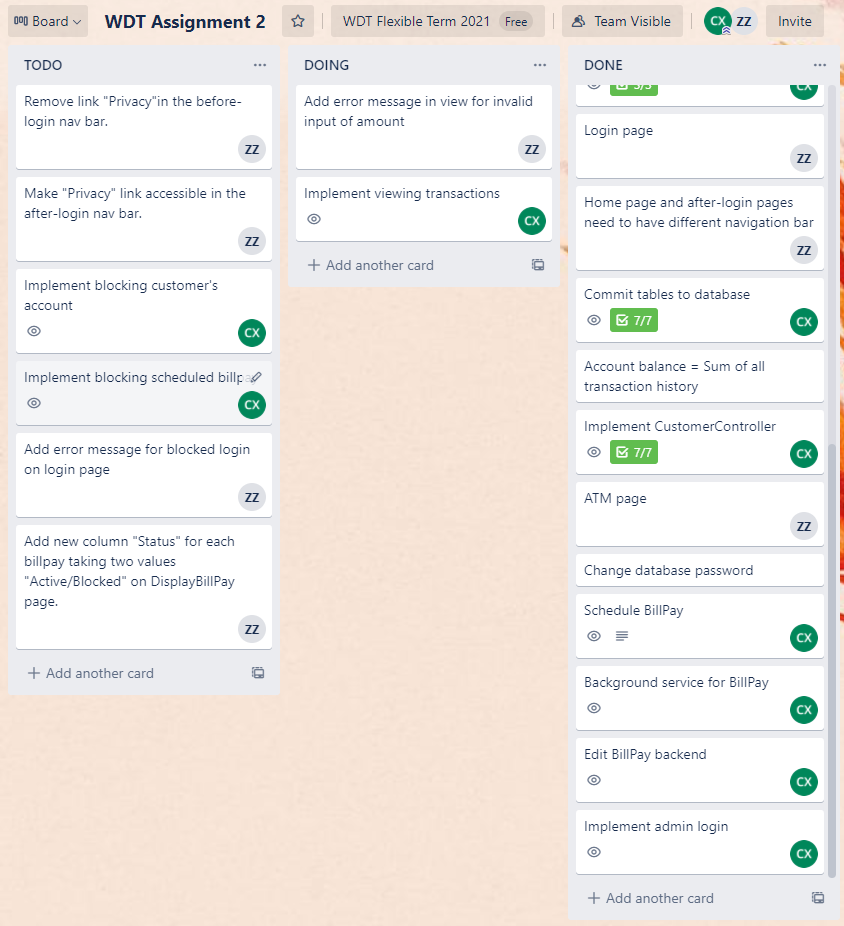 Board
WDT Assignment 2
WDT Flexible Term 2021 Free
Team Visible
CX ZZ
Invite
TODO
Remove link "Privacy"in the before-
login nav bar.
ZZ
Make "Privacy" link accessible in the
after-login nav bar.
ZZ
Implement blocking customer's
account
CX
Implement blocking scheduled billpay
CX
Add error message for blocked login
on login page
ZZ
Add new column "Status" for each
billpay taking two values
"Active/Blocked" on DisplayBillPay
page.
ZZ
+ Add another card
DOING
Add error message in view for invalid
input of amount
ZZ
Implement viewing transactions
CX
+ Add another card
DONE
CX
Login page
ZZ
Home page and after-login pages
need to have different navigation bar
ZZ
Commit tables to database
7/7
CX
Account balance = Sum of all
transaction history
Implement CustomerController
7/7
CX
ATM page
ZZ
Change database password
Schedule BillPay
CX
Background service for BillPay
CX
Edit BillPay backend
CX
Implement admin login
CX
+ Add another card